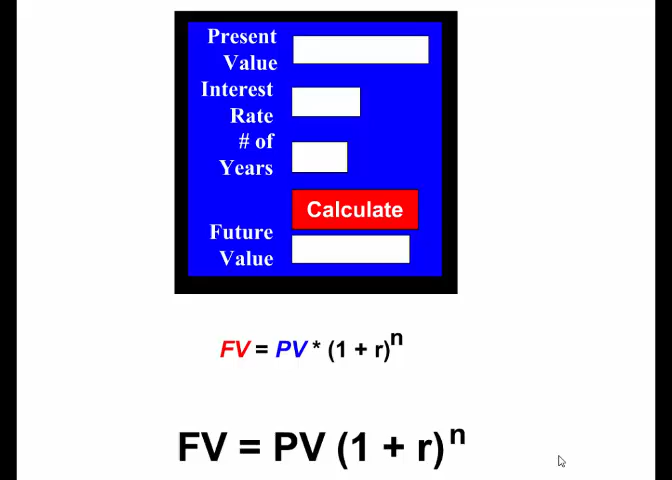 Present
Value
Interest
Rate
# of
Years
Calculate
Future
Value
FV = PV * (1 + r)^n
FV = PV (1 + r)^n